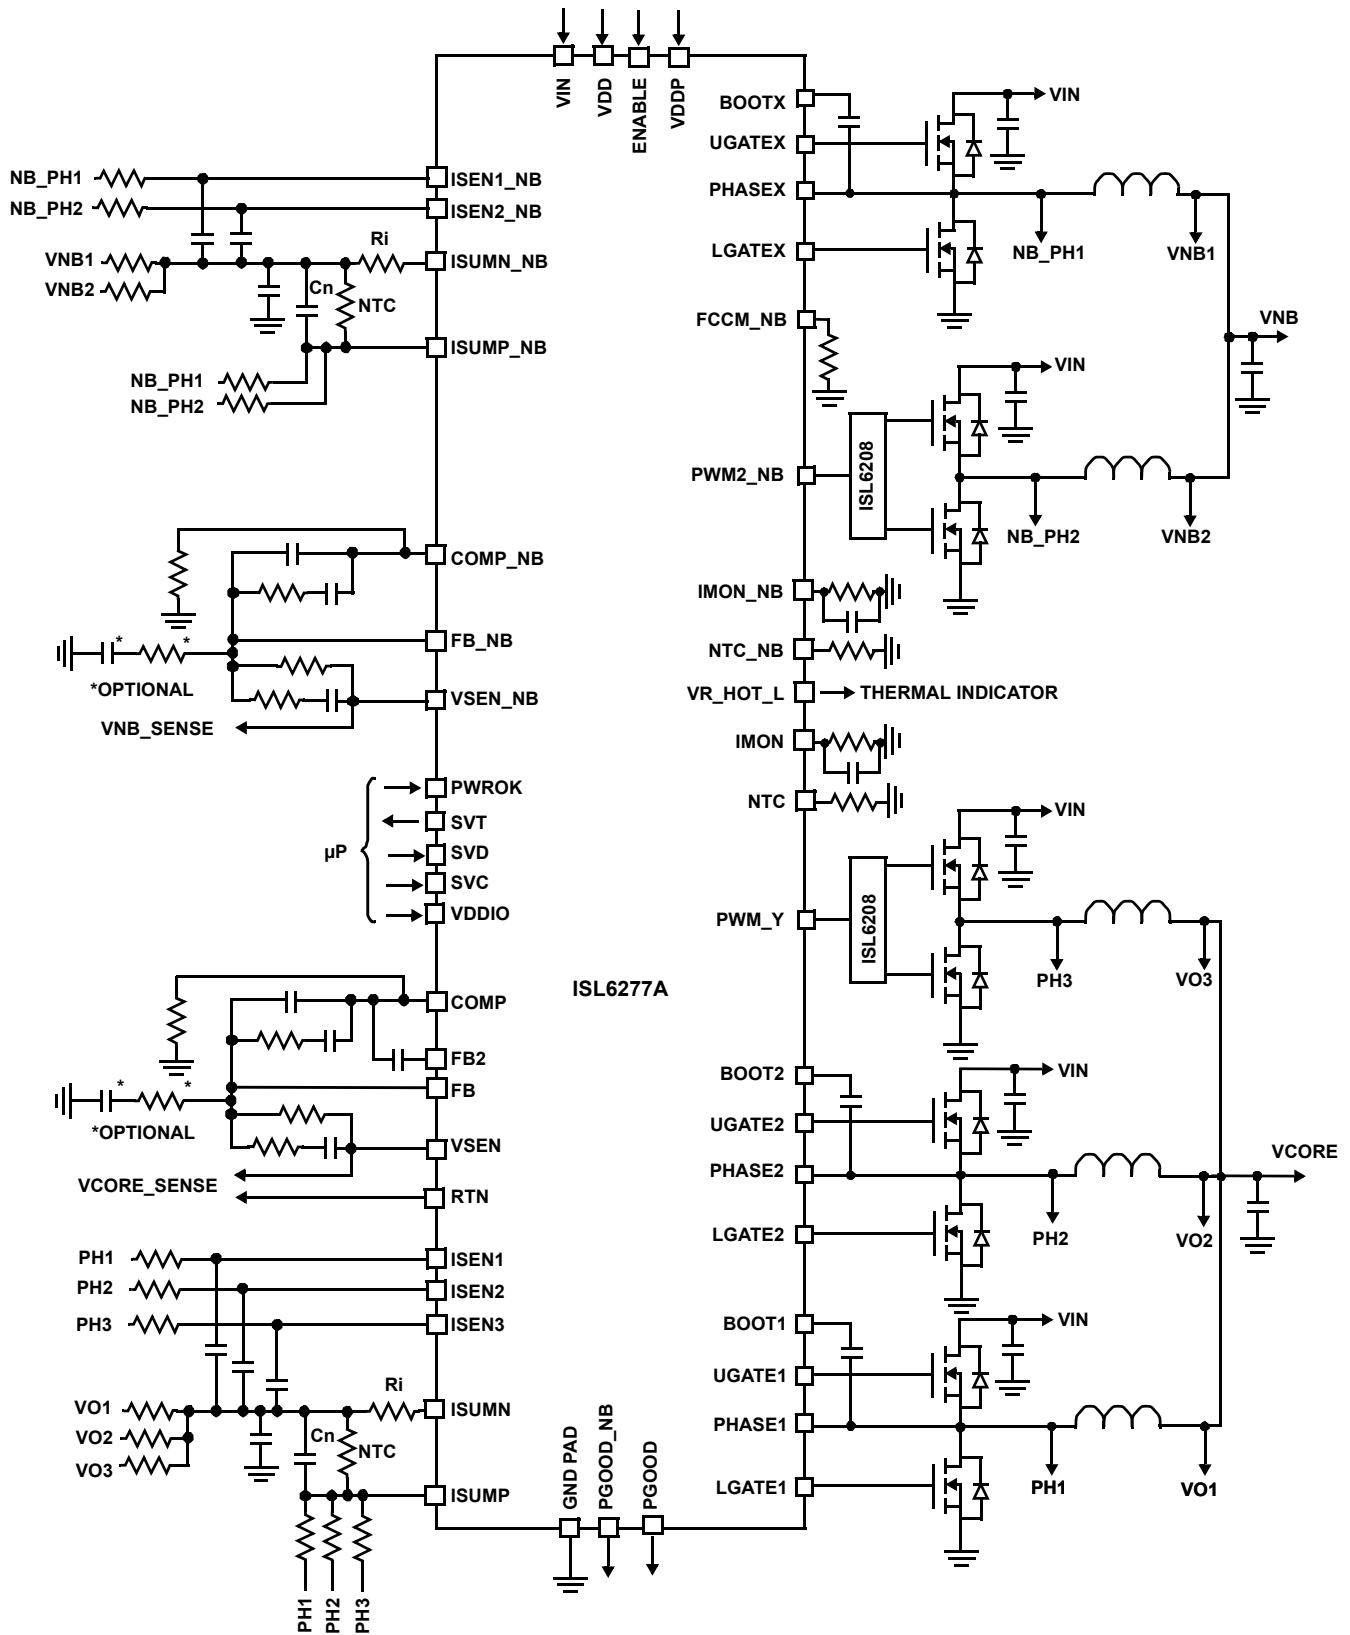 VIN
VDD
ENABLE
VDDP
BOOTX
UGATEX
PHASEX
LGATEX
FCCM_NB
PWM2_NB
IMON_NB
NTC_NB
VR_HOT_L
THERMAL INDICATOR
IMON
NTC
PWM_Y
BOOT2
UGATE2
PHASE2
LGATE2
BOOT1
UGATE1
PHASE1
LGATE1
VIN
NB_PH1
VNB1
VNB
VIN
ISL6208
NB_PH2
VNB2
VIN
ISL6208
PH3
VO3
VIN
PH2
VO2
VCORE
VIN
PH1
VO1
NB_PH1
NB_PH2
VNB1
VNB2
Ri
Cn
NTC
NB_PH1
NB_PH2
ISEN1_NB
ISEN2_NB
ISUMN_NB
ISUMP_NB
COMP_NB
FB_NB
VSEN_NB
* *
*OPTIONAL
VNB_SENSE
µP
PWROK
SVT
SVD
SVC
VDDIO
ISL6277A
COMP
FB2
FB
VSEN
RTN
* *
*OPTIONAL
VCORE_SENSE
PH1
PH2
PH3
ISEN1
ISEN2
ISEN3
ISUMN
ISUMP
VO1
VO2
VO3
Ri
Cn
NTC
PH1
PH2
PH3
GND PAD
PGOOD_NB
PGOOD